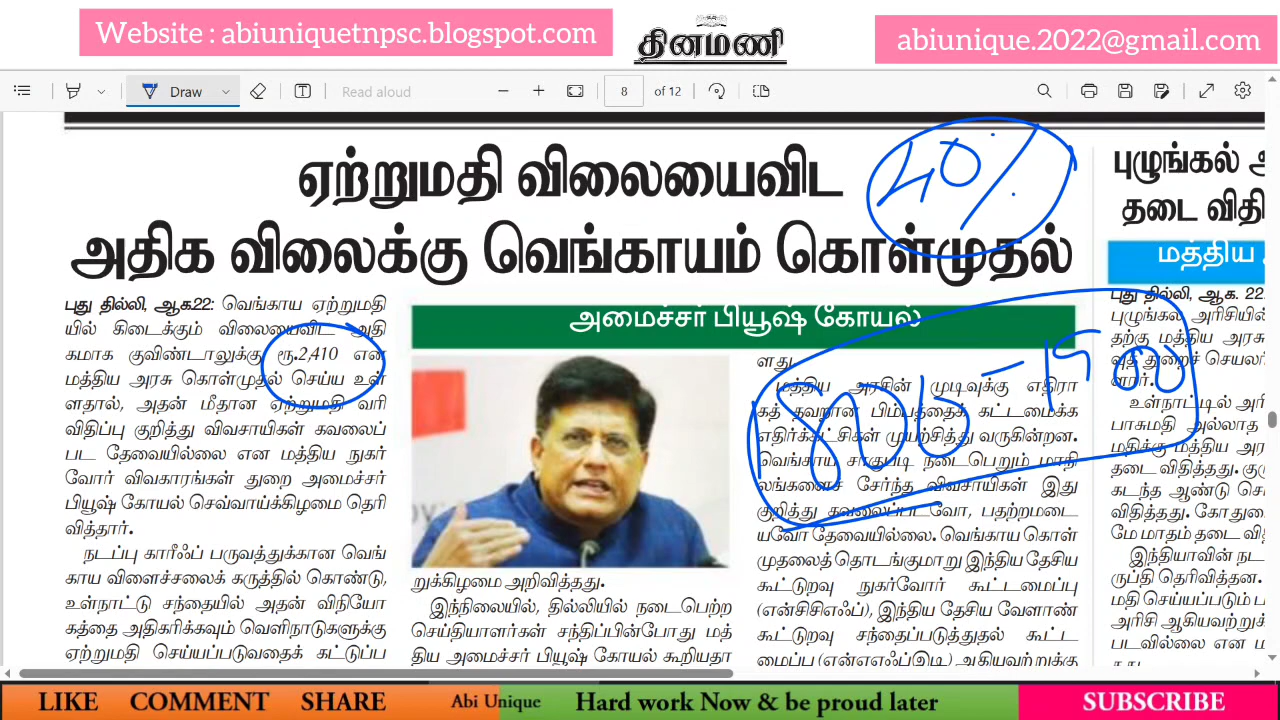 Website : abiuniquetnpsc.blogspot.com
தினமணி
abiunique.2022@gmail.com
Draw
Read aloud
8
of 12
ஏற்றுமதி விலையைவிட
அதிக விலைக்கு வெங்காயம் கொள்முதல்
40%
அமைச்சர் பியூஷ் கோயல்
புது தில்லி, ஆக.22: வெங்காய ஏற்றுமதி
யில் கிடைக்கும் விலையைவிட அதி
கமாக குவிண்டாலுக்கு ரூ.2,410 என
மத்திய அரசு கொள்முதல் செய்ய உள்
ளதால், அதன் மீதான ஏற்றுமதி வரி
விதிப்பு குறித்து விவசாயிகள் கவலைப்
பட தேவையில்லை என மத்திய நுகர்
வோர் விவகாரங்கள் துறை அமைச்சர்
பியூஷ் கோயல் செவ்வாய்க்கிழமை தெரி
வித்தார்.
நடப்பு காரீஃப் பருவத்துக்கான வெங்
காய விளைச்சலைக் கருத்தில் கொண்டு,
உள்நாட்டு சந்தையில் அதன் விநியோ
கத்தை அதிகரிக்கவும் வெளிநாடுகளுக்கு
ஏற்றுமதி செய்யப்படுவதைக் கட்டுப்ப
றுக்கிழமை அறிவித்தது.
இந்நிலையில், தில்லியில் நடைபெற்ற
செய்தியாளர்கள் சந்திப்பின்போது மத்
திய அமைச்சர் பியூஷ் கோயல் கூறியதா
ளது.
மத்திய அரசின் முடிவுக்கு எதிரா
கத் தவறான பிம்பத்தைக் கட்டமைக்க
எதிர்க்கட்சிகள் முயற்சித்து வருகின்றன.
வெங்காய சாகுபடி நடைபெறும் மாநி
லங்களைச் சேர்ந்த விவசாயிகள் இது
குறித்து கவலைப்படவோ, பதற்றமடை
யவோ தேவையில்லை. வெங்காய கொள்
முதலைத் தொடங்குமாறு இந்திய தேசிய
கூட்டுறவு நுகர்வோர் கூட்டமைப்பு
(என்சிசிஎஃப்), இந்திய தேசிய வேளாண்
கூட்டுறவு சந்தைப்படுத்துதல் கூட்ட
மைப்பு (என்ஏஎஃப்இடி) ஆகியவற்றுக்கு
புழுங்கல் அ
தடை விதி
மத்திய
புது தில்லி, ஆக. 22
புழுங்கல் அரிசியில்
தற்கு மத்திய அரசு
வுத் துறைச் செயலர்
ளார்.
உள்நாட்டில் அரி
பாசுமதி அல்லாத
மதிக்கு மத்திய அர
தடை விதித்தது. கு
கடந்த ஆண்டு செ
விதித்தது. கோதுமை
மே மாதம் தடை வி
இந்தியாவின் நட
ருப்தி தெரிவித்தன.
மதி செய்யப்படும் ப
அரிசி ஆகியவற்றுக்
படவில்லை என ம
LIKE COMMENT SHARE
Abi Unique
Hard work Now & be proud later
SUBSCRIBE